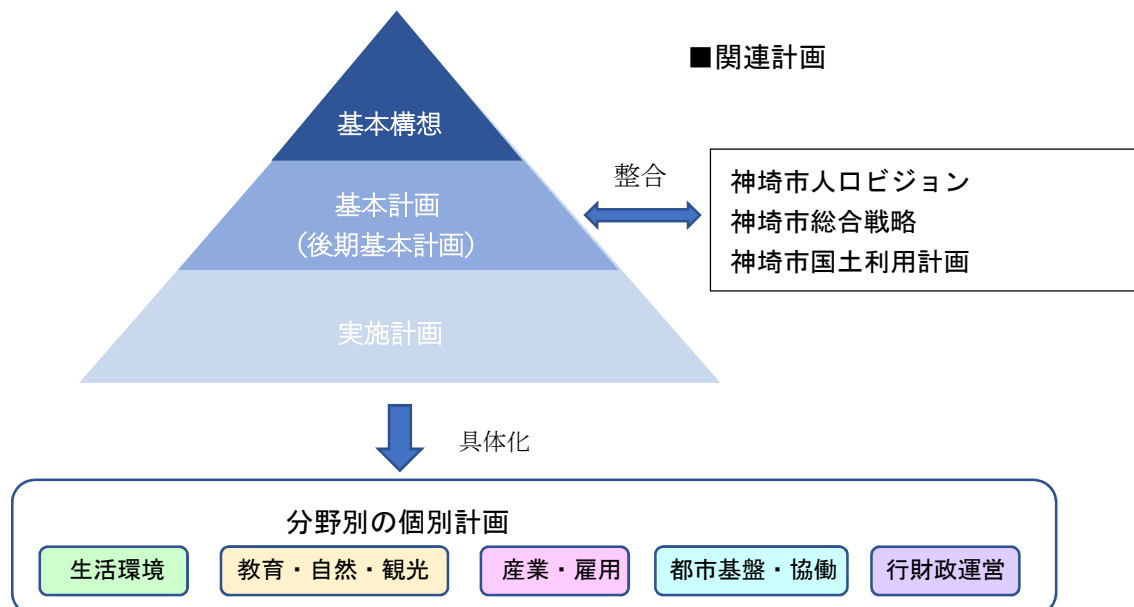 ■関連計画
基本構想
整合
神埼市人口ビジョン
神埼市総合戦略
神埼市国土利用計画
基本計画
(後期基本計画)
実施計画
具体化
分野別の個別計画
生活環境
教育・自然・観光
産業・雇用
都市基盤・協働
行財政運営